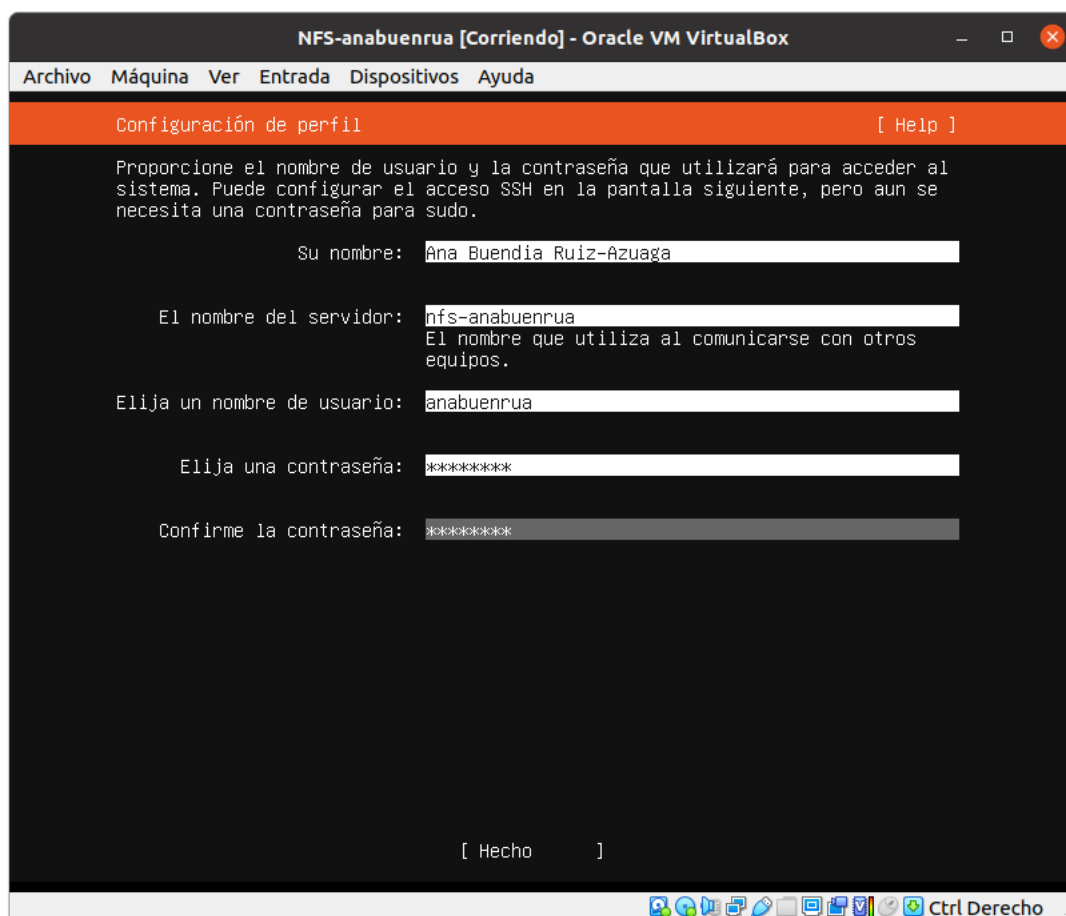 NFS-anabuenrua [Corriendo] - Oracle VM VirtualBox
Archivo Máquina Ver Entrada Dispositivos Ayuda
Configuración de perfil [ Help ]
Proporcione el nombre de usuario y la contraseña que utilizará para acceder al
sistema. Puede configurar el acceso SSH en la pantalla siguiente, pero aun se
necesita una contraseña para sudo.
Su nombre: Ana Buendia Ruiz-Azuaga
El nombre del servidor: nfs-anabuenrua
El nombre que utiliza al comunicarse con otros
equipos.
Elija un nombre de usuario: anabuenrua
Elija una contraseña: ********
Confirme la contraseña: ********
[ Hecho ]
Ctrl Derecho